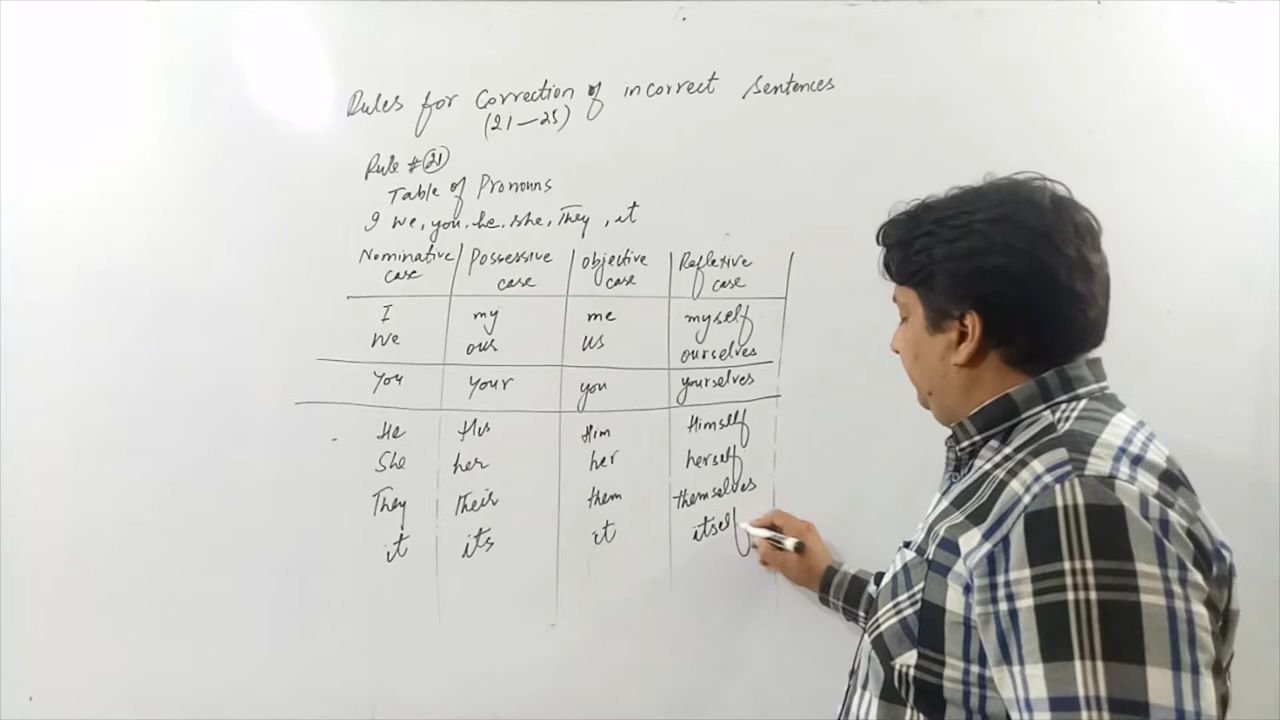 Rules for Correction of incorrect sentences
(21-25)
Rule # 21
Table of Pronouns
I We, you, he, she, They, it
Nominative case Possessive case objective case Reflexive case
I my me myself
We our us ourselves
You your you yourselves
He His Him Himself
She her her herself
They Their them themselves
it its it itself